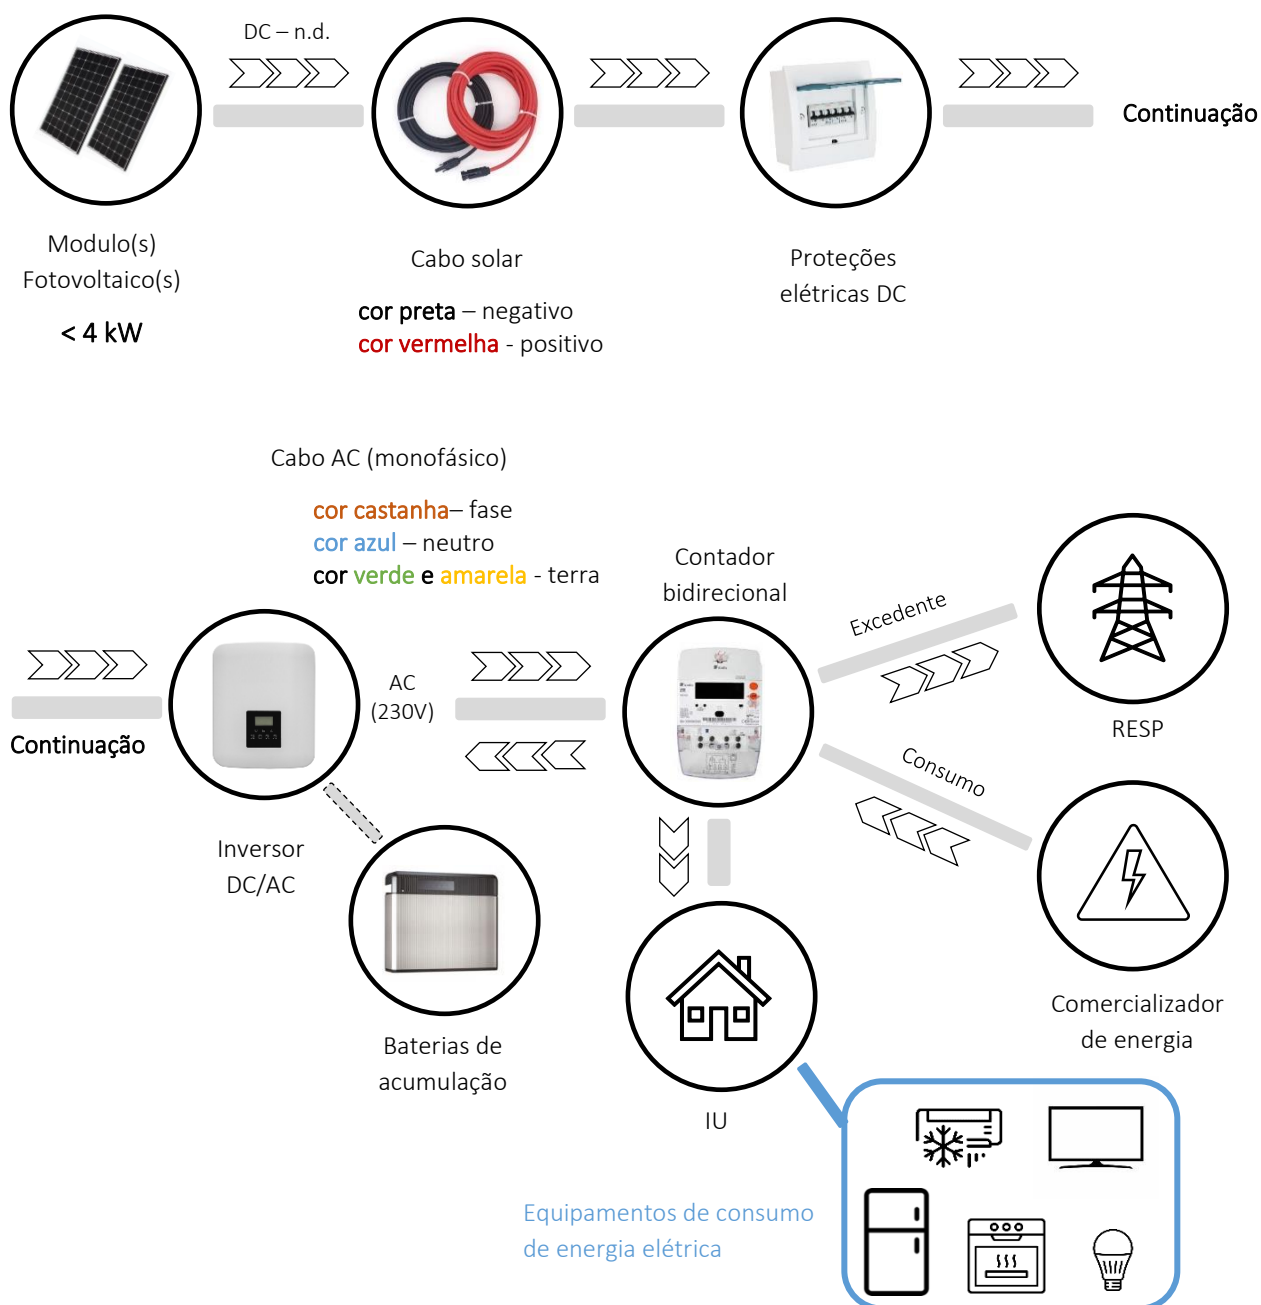 DC – n.d.
Continuação
Modulo(s)
Fotovoltaico(s)
< 4 kW
Cabo solar
cor preta – negativo
cor vermelha - positivo
Proteções
elétricas DC
Cabo AC (monofásico)
cor castanha– fase
cor azul – neutro
cor verde e amarela - terra
Contador
bidirecional
Excedente
AC
(230V)
RESP
Continuação
Consumo
Inversor
DC/AC
Comercializador
de energia
Baterias de
acumulação
IU
Equipamentos de consumo
de energia elétrica